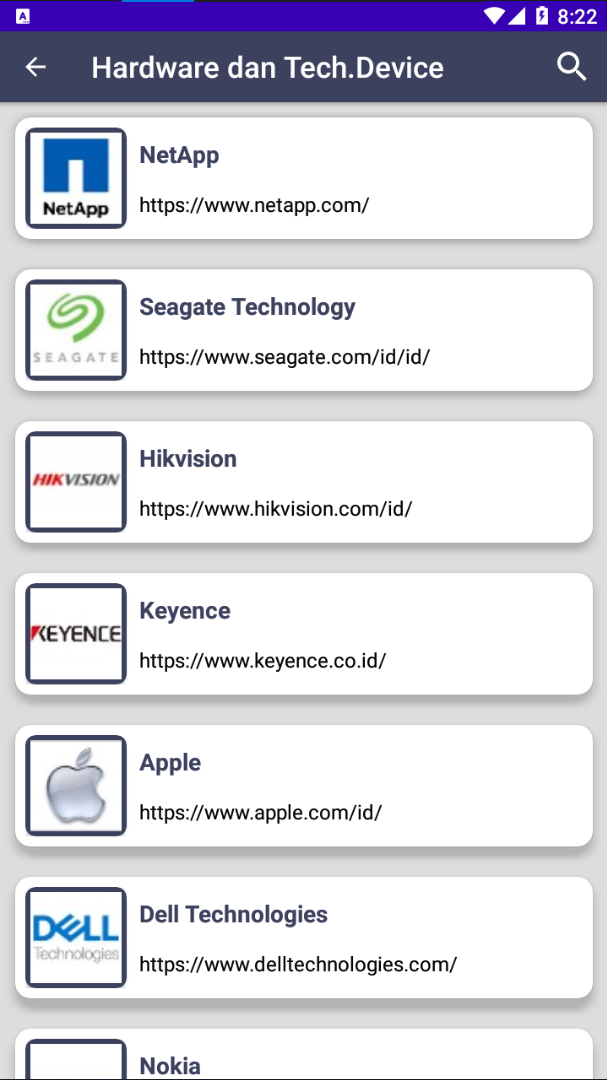 A
8:22
Hardware dan Tech.Device
NetApp
NetApp
https://www.netapp.com/
SEAGATE
Seagate Technology
https://www.seagate.com/id/id/
HIKVISION
Hikvision
https://www.hikvision.com/id/
KEYENCE
Keyence
https://www.keyence.co.id/
Apple
https://www.apple.com/id/
DELL
Technologies
Dell Technologies
https://www.delltechnologies.com/
Nokia